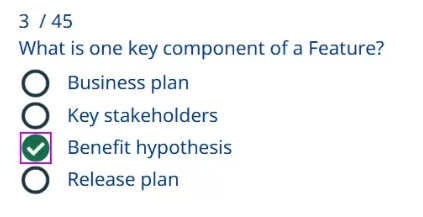 3 / 45
What is one key component of a Feature?
Business plan
Key stakeholders
Benefit hypothesis
Release plan